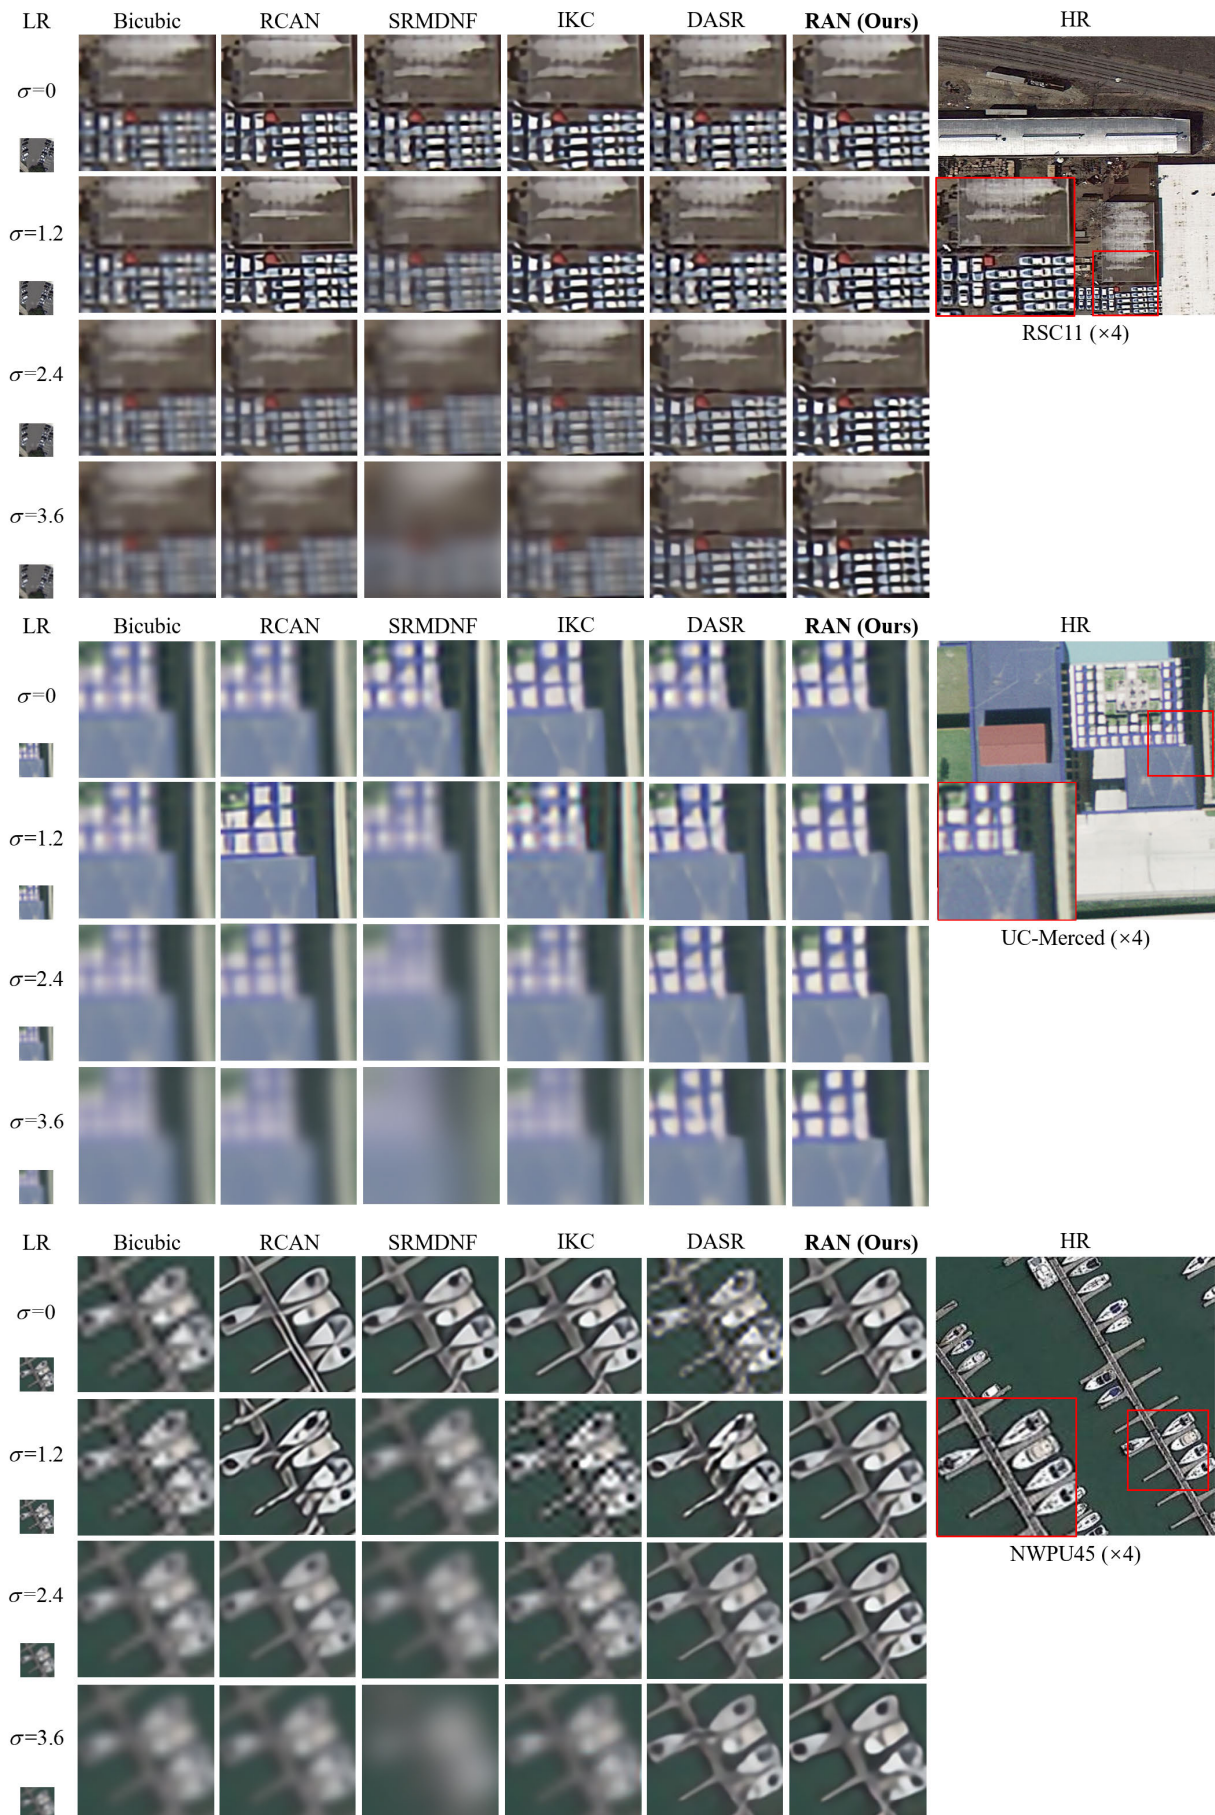 LR Bicubic RCAN SRMDNF IKC DASR RAN (Ours) HR
σ=0
σ=1.2
RSC11 (×4)
σ=2.4
σ=3.6
LR Bicubic RCAN SRMDNF IKC DASR RAN (Ours) HR
σ=0
σ=1.2
UC-Merced (×4)
σ=2.4
σ=3.6
LR Bicubic RCAN SRMDNF IKC DASR RAN (Ours) HR
σ=0
σ=1.2
NWPU45 (×4)
σ=2.4
σ=3.6